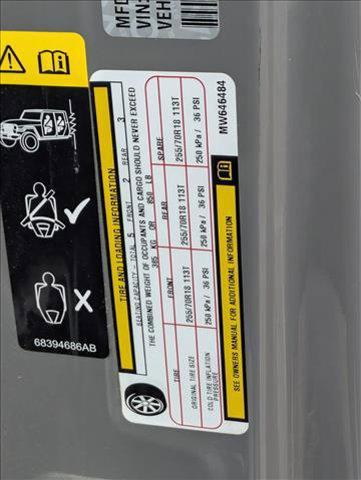 MFD
VIN:
VEH
TIRE AND LOADING INFORMATION
SEATING CAPACITY - TOTAL 5 FRONT 2 REAR 3
THE COMBINED WEIGHT OF OCCUPANTS AND CARGO SHOULD NEVER EXCEED
385 KG OR 850 LB
TIRE FRONT REAR SPARE
ORIGINAL TIRE SIZE 255/70R18 113T 255/70R18 113T 255/70R18 113T
COLD TIRE INFLATION
PRESSURE 250 kPa/ 36 PSI 250 kPa/ 36 PSI 250 kPa/ 36 PSI
SEE OWNERS MANUAL FOR ADDITIONAL INFORMATION
MW646484
68394686AB